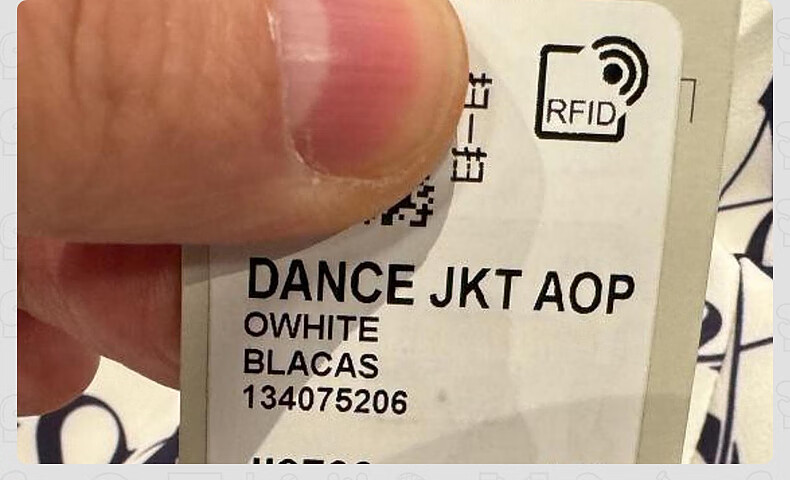 RFID
DANCE JKT AOP
OWHITE
BLACAS
134075206